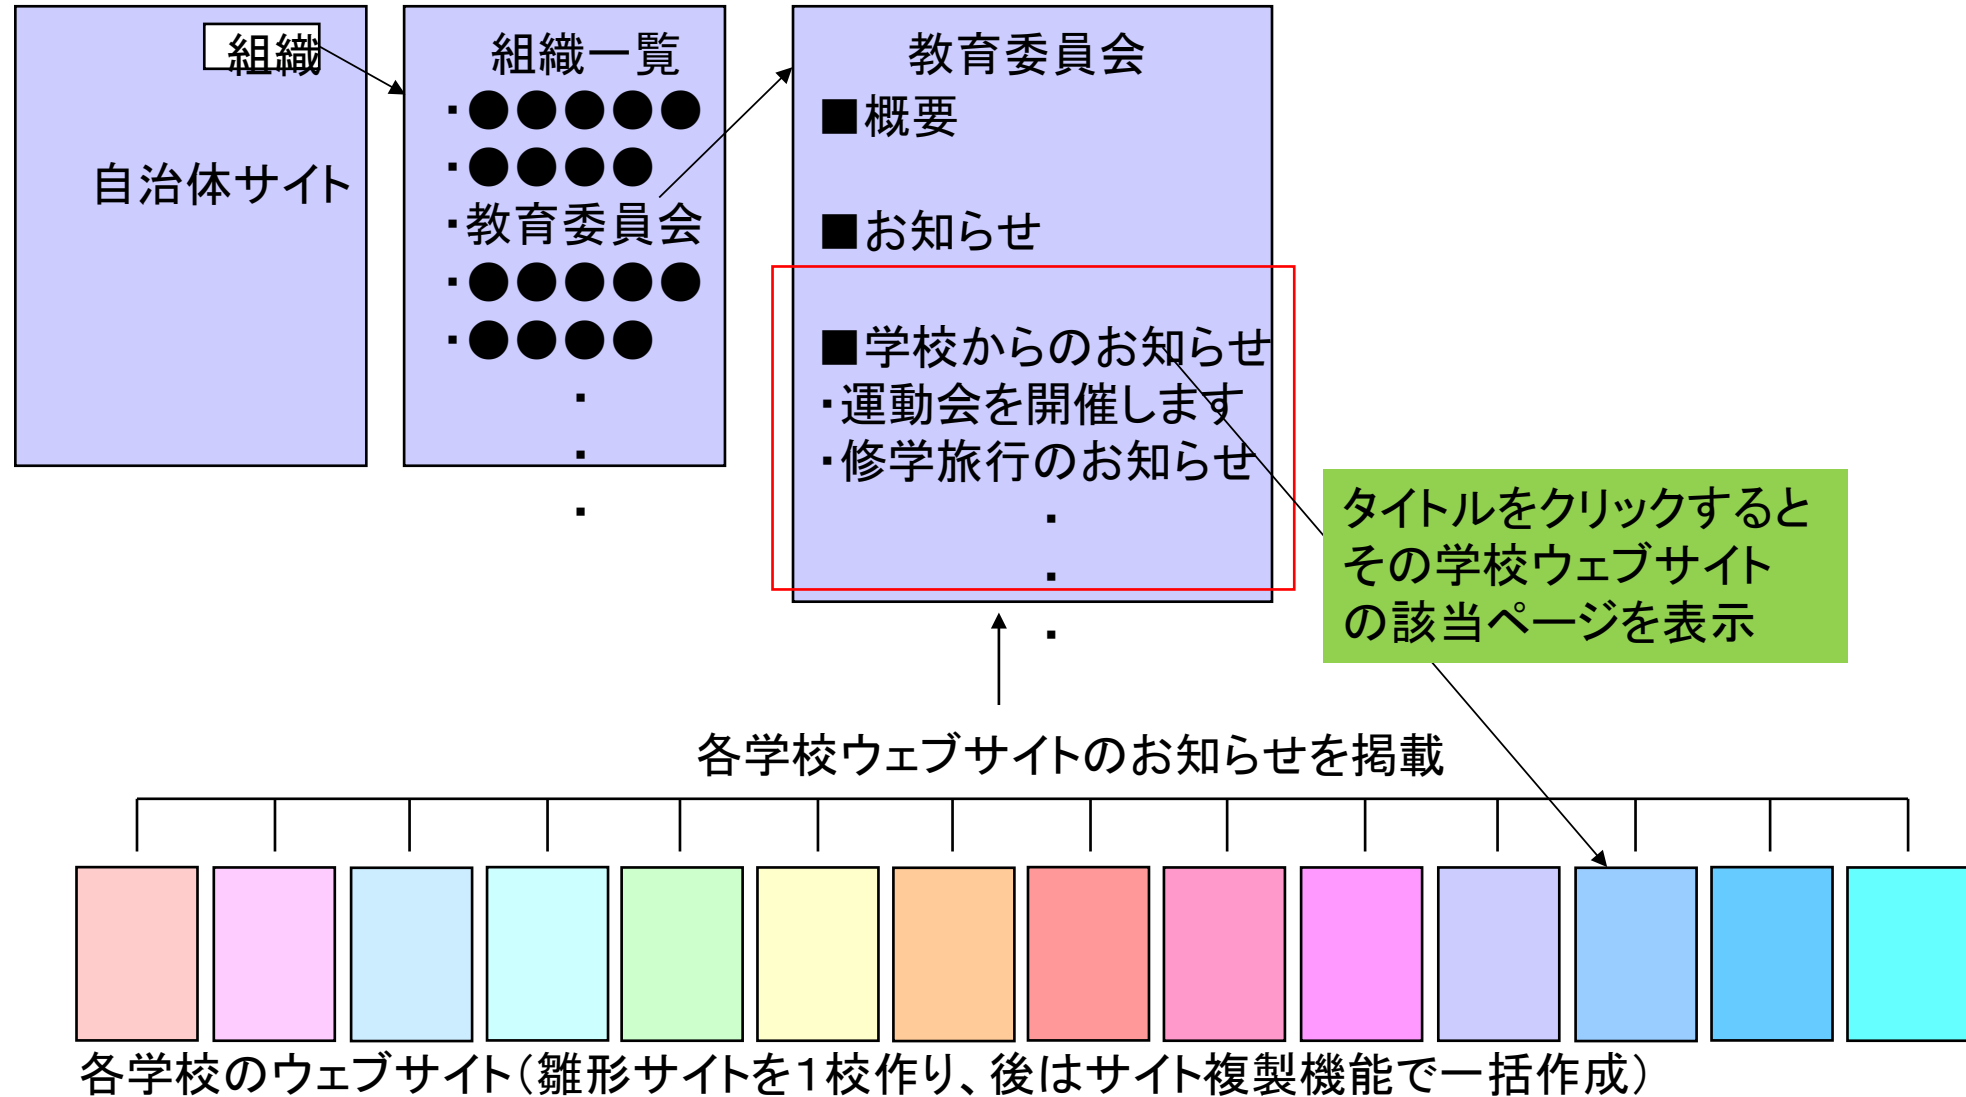 組織
自治体サイト
組織一覧
・●●●●●
・●●●●
・教育委員会
・●●●●●
・●●●●
・
・
・
教育委員会
■概要
■お知らせ
■学校からのお知らせ
・運動会を開催します
・修学旅行のお知らせ
・
・
・
タイトルをクリックすると
その学校ウェブサイト
の該当ページを表示
各学校ウェブサイトのお知らせを掲載
各学校のウェブサイト（雛形サイトを１校作り、後はサイト複製機能で一括作成）